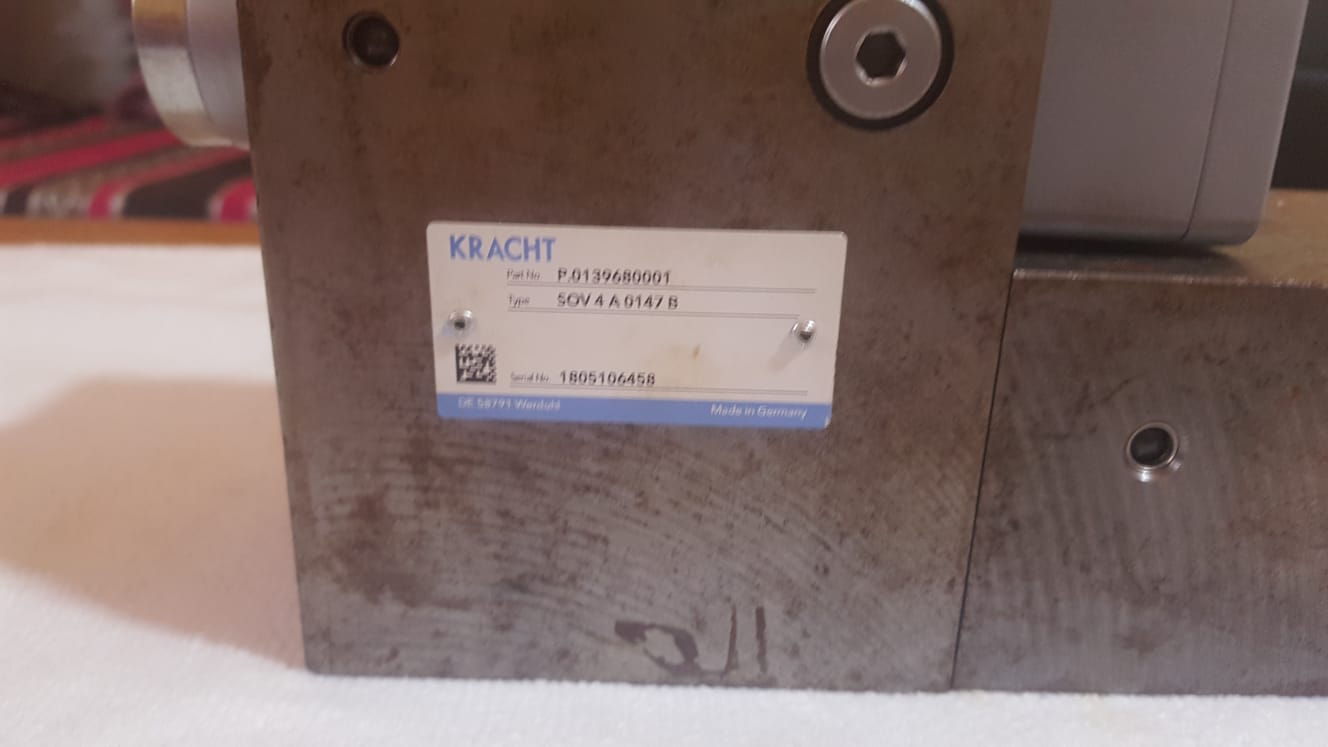 KRACHT
Part No. P.0139680001
Type SOV 4 A 0147 B
Serial No. 1805106458
DE 58791 Werdohl
Made in Germany